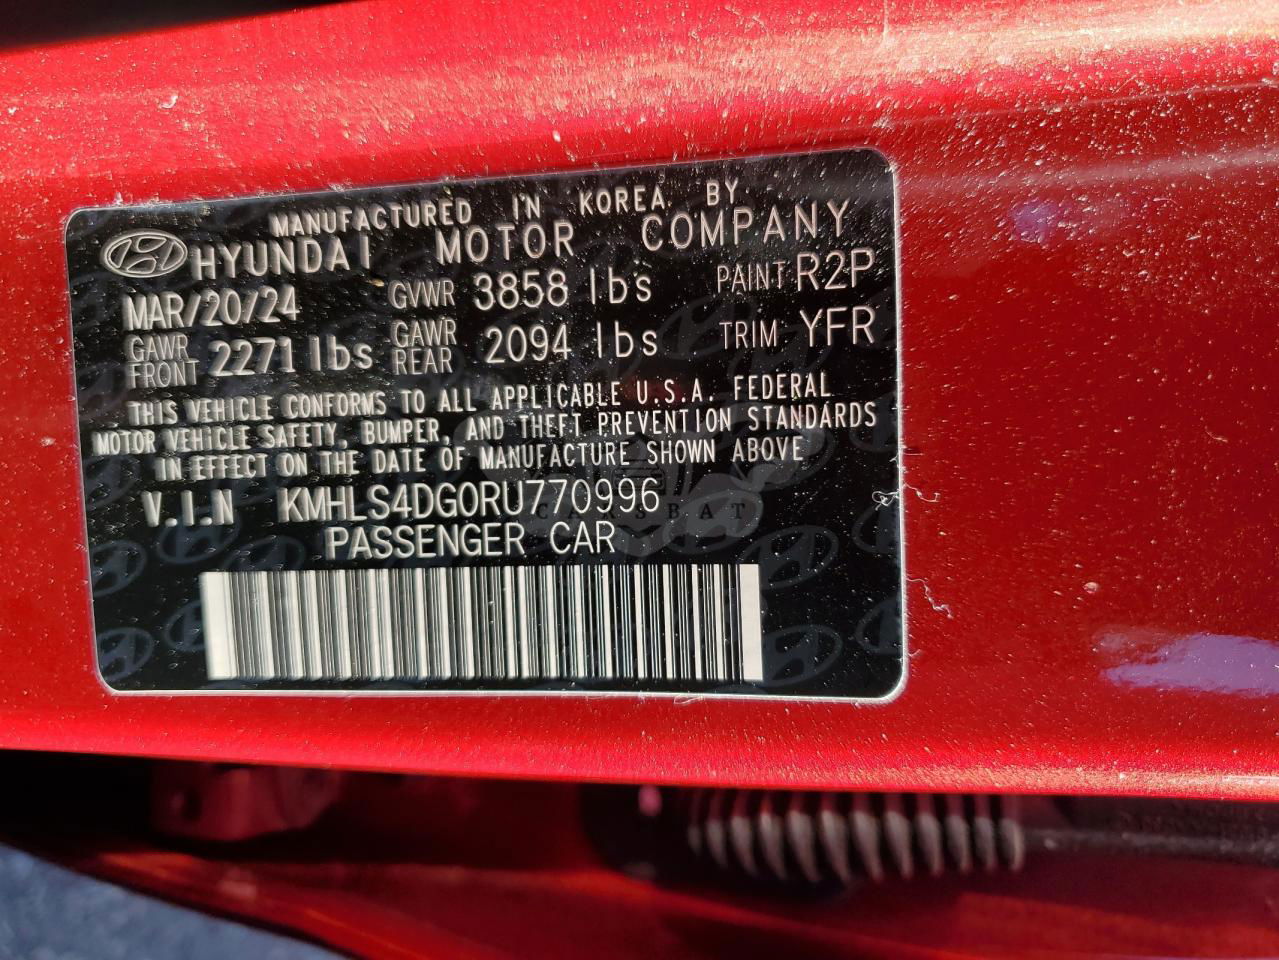 MANUFACTURED IN KOREA BY
HYUNDAI MOTOR COMPANY
MAR/20/24 GVWR 3858 lbs PAINT R2P
GAWR FRONT 2271 lbs GAWR REAR 2094 lbs TRIM YFR
THIS VEHICLE CONFORMS TO ALL APPLICABLE U.S.A. FEDERAL
MOTOR VEHICLE SAFETY, BUMPER, AND THEFT PREVENTION STANDARDS
IN EFFECT ON THE DATE OF MANUFACTURE SHOWN ABOVE
V.I.N KMHLS4DG0RU770996
CARSBAT
PASSENGER CAR